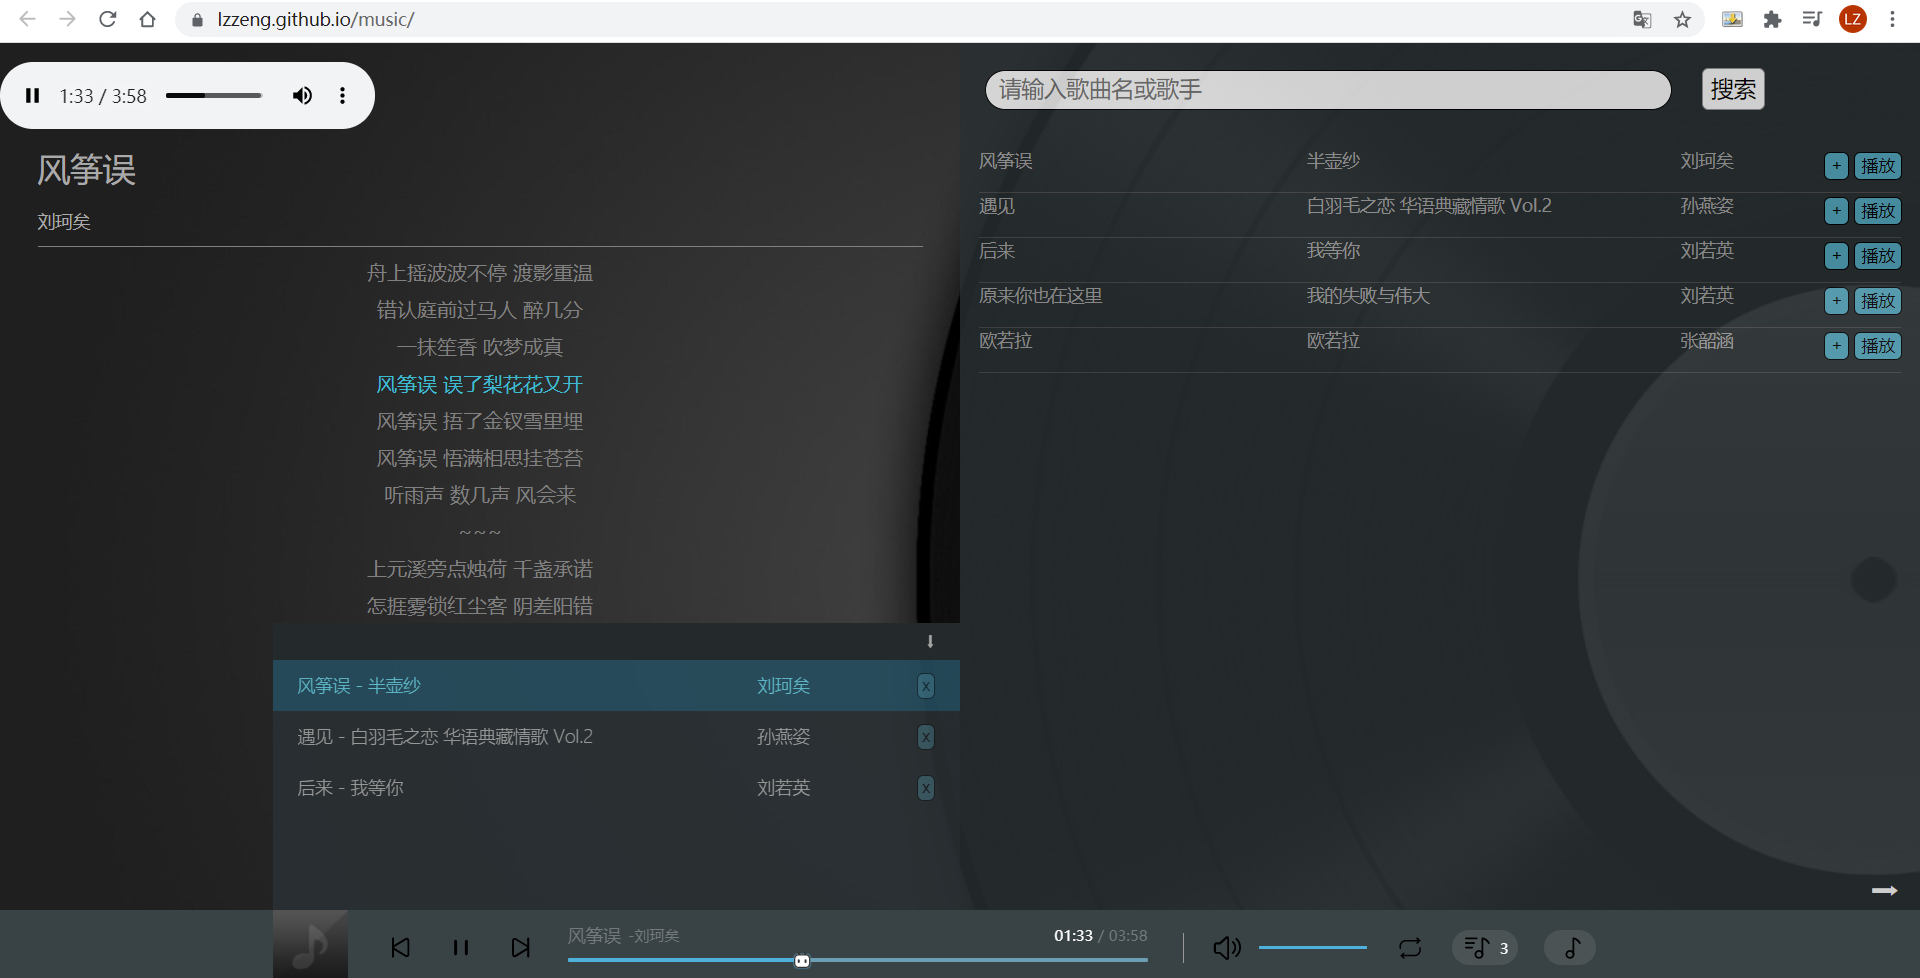 lzzeng.github.io/music/
LZ
1:33 / 3:58
风筝误
刘珂矣
舟上摇波波不停 渡影重温
错认庭前过马人 醉几分
一抹笙香 吹梦成真
风筝误 误了梨花花又开
风筝误 捂了金钗雪里埋
风筝误 悟满相思挂苍苔
听雨声 数几声 风会来
~~~
上元溪旁点烛荷 千盏承诺
怎捱雾锁红尘客 阴差阳错
请输入歌曲名或歌手 搜索
风筝误 半壶纱 刘珂矣 + 播放
遇见 白羽毛之恋 华语典藏情歌 Vol.2 孙燕姿 + 播放
后来 我等你 刘若英 + 播放
原来你也在这里 我的失败与伟大 刘若英 + 播放
欧若拉 欧若拉 张韶涵 + 播放
风筝误 - 半壶纱 刘珂矣 X
遇见 - 白羽毛之恋 华语典藏情歌 Vol.2 孙燕姿 X
后来 - 我等你 刘若英 X
风筝误 -刘珂矣 01:33 / 03:58 3